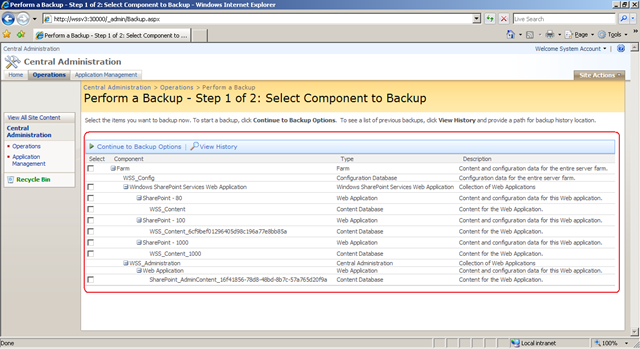 Perform a Backup - Step 1 of 2: Select Component to Backup - Windows Internet Explorer
http://wssv3:30000/_admin/Backup.aspx
Live Search
Perform a Backup - Step 1 of 2: Select Component to ...
Page Tools
Central Administration Welcome System Account
Central Administration
Home Operations Application Management Site Actions
Central Administration > Operations > Perform a Backup
Perform a Backup - Step 1 of 2: Select Component to Backup
View All Site Content
Central Administration
Operations
Application Management
Recycle Bin
Select the items you want to backup now. To start a backup, click Continue to Backup Options. To see a list of previous backups, click View History and provide a path for backup history location.
Continue to Backup Options | View History
Select Component Type Description
Farm Farm Content and configuration data for the entire server farm.
WSS_Config Configuration Database Configuration data for the entire server farm.
Windows SharePoint Services Web Application Windows SharePoint Services Web Application Collection of Web Applications
SharePoint - 80 Web Application Content and configuration data for this Web application.
WSS_Content Content Database Content for the Web Application.
SharePoint - 100 Web Application Content and configuration data for this Web application.
WSS_Content_6cf9bef01296405d98c196a77e8bb85a Content Database Content for the Web Application.
SharePoint - 1000 Web Application Content and configuration data for this Web application.
WSS_Content_1000 Content Database Content for the Web Application.
WSS_Administration Central Administration Collection of Web Applications
Web Application Web Application Content and configuration data for this Web application.
SharePoint_AdminContent_16f41856-78d8-48bd-8b7c-57a765d20f9a Content Database Content for the Web Application.
Done Local intranet 100%